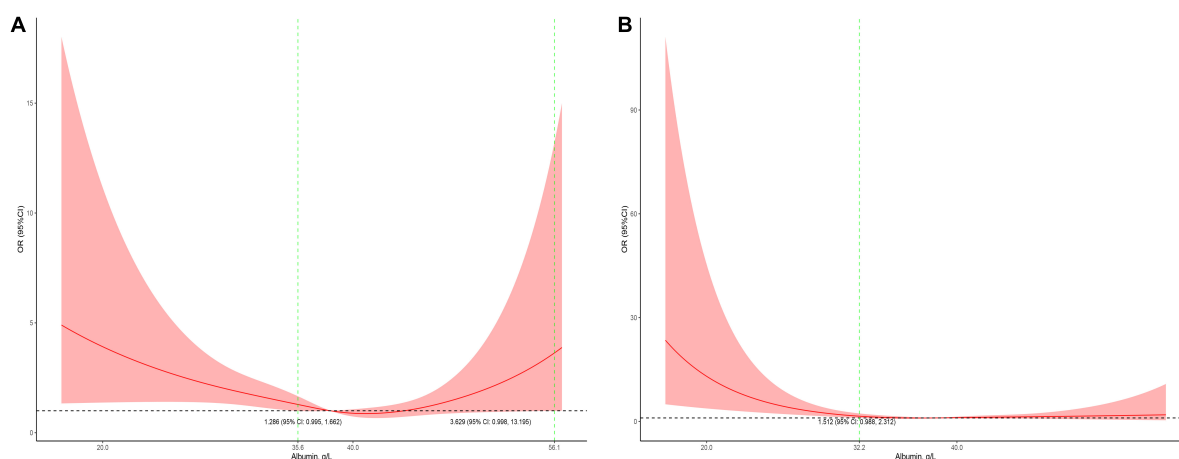 A
OR (95%CI)
15
10
5
0
1.286 (95% CI: 0.995, 1.662)
3.629 (95% CI: 0.998, 13.195)
20.0
35.6
40.0
56.1
Albumin, g/L
B
OR (95%CI)
90
60
30
0
1.512 (95% CI: 0.988, 2.312)
20.0
32.2
40.0
Albumin, g/L